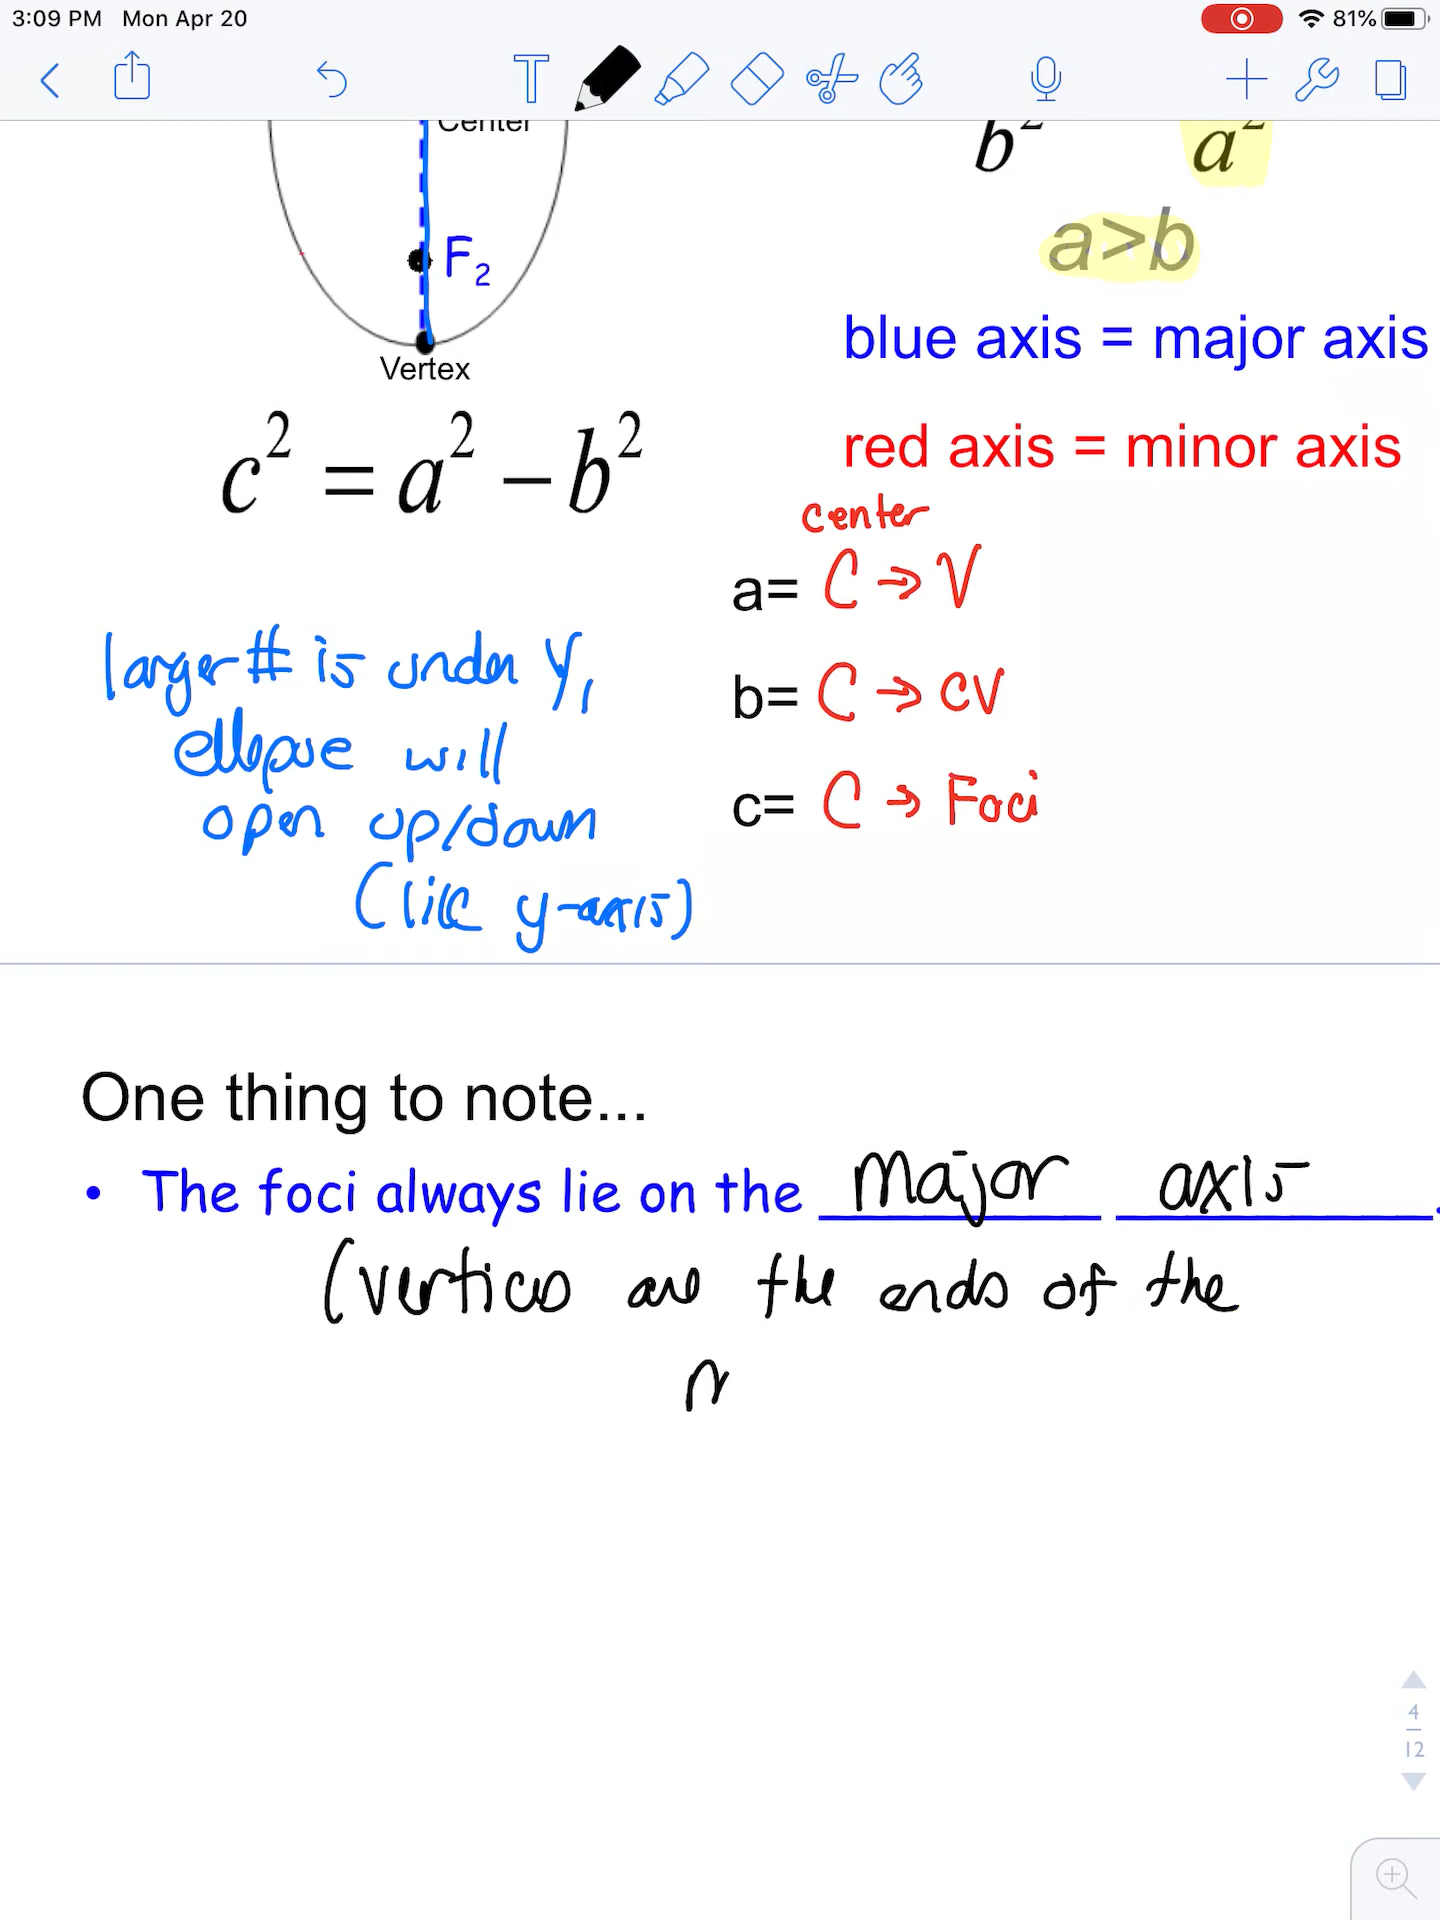 3:09 PM Mon Apr 20
81%
T
Center
b² a²
a>b
F₂
Vertex
blue axis = major axis
c² = a² – b²
red axis = minor axis
center
a= C → V
larger # is under y,
b= C → CV
ellipse will
open up/down
c= C → Foci
(like y-axis)
One thing to note...
• The foci always lie on the major axis.
(vertices are the ends of the
4
12